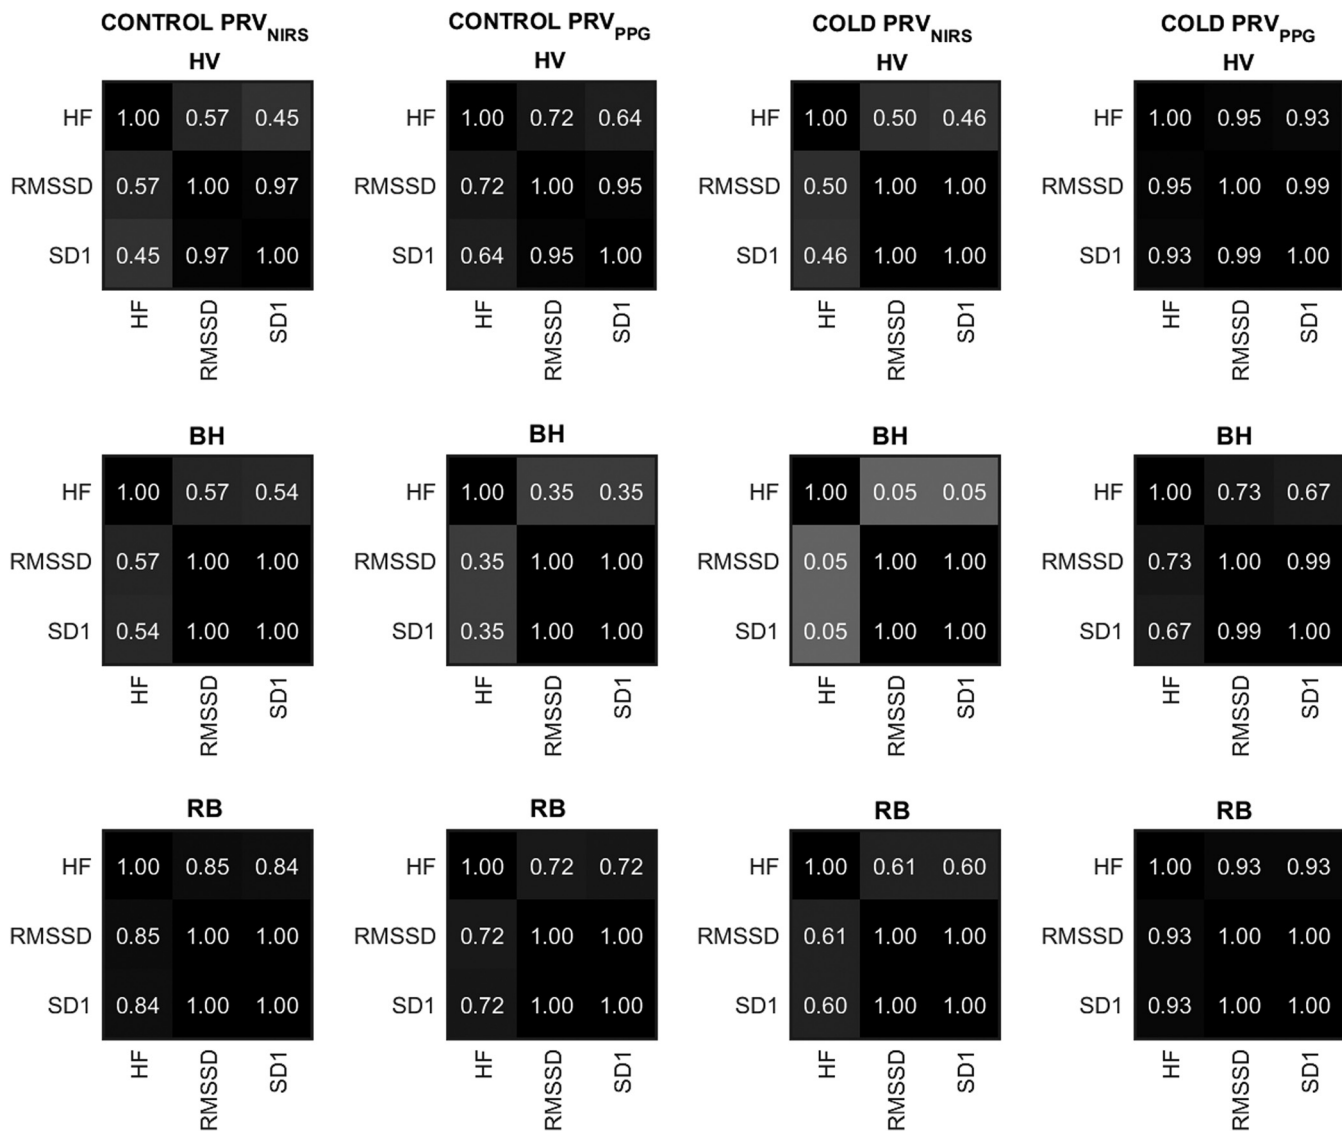 CONTROL PRV_NIRS CONTROL PRV_PPG COLD PRV_NIRS COLD PRV_PPG
HV HV HV HV
HF 1.00 0.57 0.45 HF 1.00 0.72 0.64 HF 1.00 0.50 0.46 HF 1.00 0.95 0.93
RMSSD 0.57 1.00 0.97 RMSSD 0.72 1.00 0.95 RMSSD 0.50 1.00 1.00 RMSSD 0.95 1.00 0.99
SD1 0.45 0.97 1.00 SD1 0.64 0.95 1.00 SD1 0.46 1.00 1.00 SD1 0.93 0.99 1.00
HF RMSSD SD1 HF RMSSD SD1 HF RMSSD SD1 HF RMSSD SD1
BH BH BH BH
HF 1.00 0.57 0.54 HF 1.00 0.35 0.35 HF 1.00 0.05 0.05 HF 1.00 0.73 0.67
RMSSD 0.57 1.00 1.00 RMSSD 0.35 1.00 1.00 RMSSD 0.05 1.00 1.00 RMSSD 0.73 1.00 0.99
SD1 0.54 1.00 1.00 SD1 0.35 1.00 1.00 SD1 0.05 1.00 1.00 SD1 0.67 0.99 1.00
HF RMSSD SD1 HF RMSSD SD1 HF RMSSD SD1 HF RMSSD SD1
RB RB RB RB
HF 1.00 0.85 0.84 HF 1.00 0.72 0.72 HF 1.00 0.61 0.60 HF 1.00 0.93 0.93
RMSSD 0.85 1.00 1.00 RMSSD 0.72 1.00 1.00 RMSSD 0.61 1.00 1.00 RMSSD 0.93 1.00 1.00
SD1 0.84 1.00 1.00 SD1 0.72 1.00 1.00 SD1 0.60 1.00 1.00 SD1 0.93 1.00 1.00
HF RMSSD SD1 HF RMSSD SD1 HF RMSSD SD1 HF RMSSD SD1